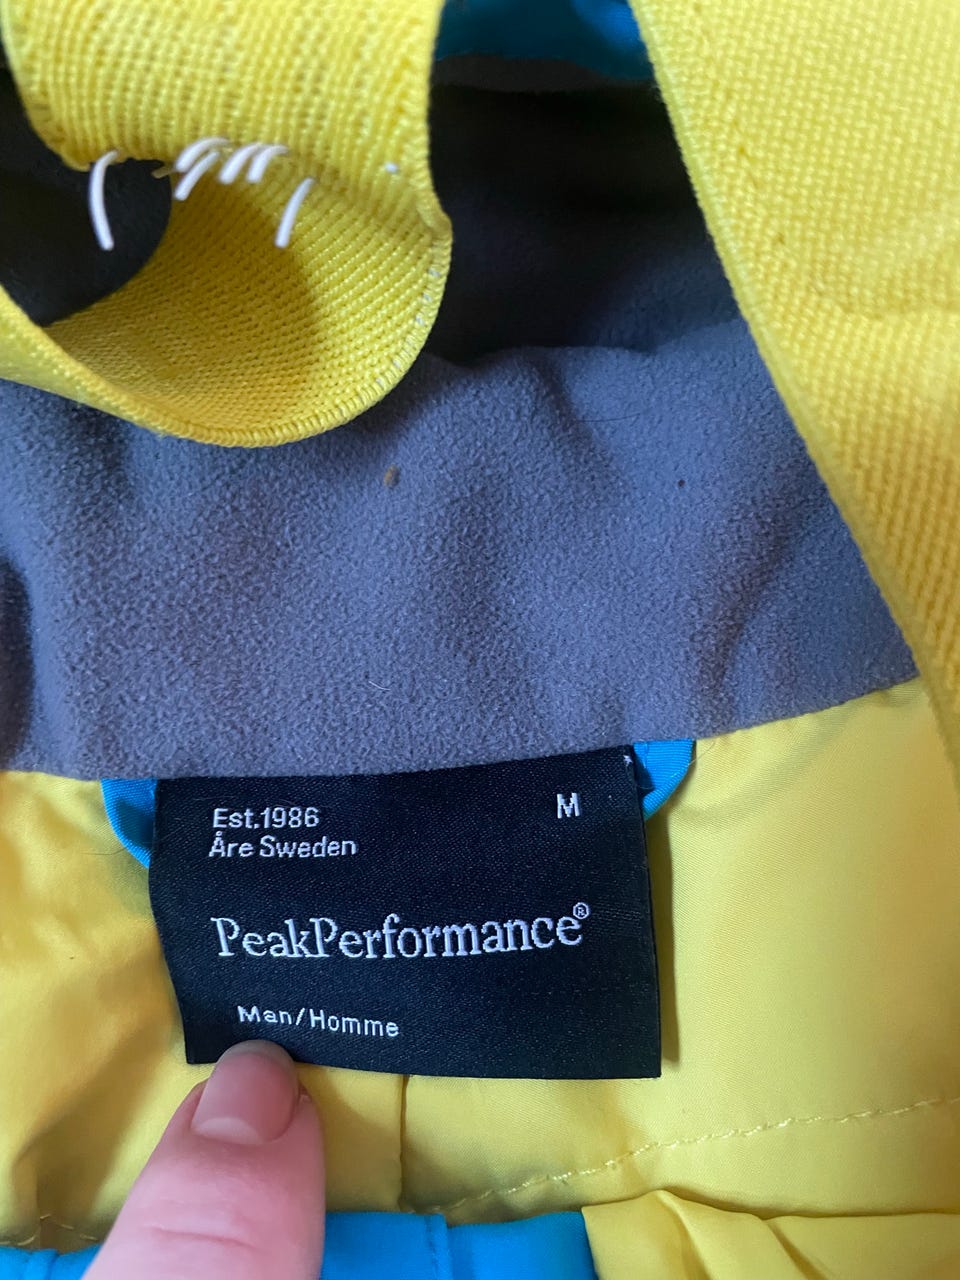 Est.1986
M
Åre Sweden
PeakPerformance®
Man/Homme